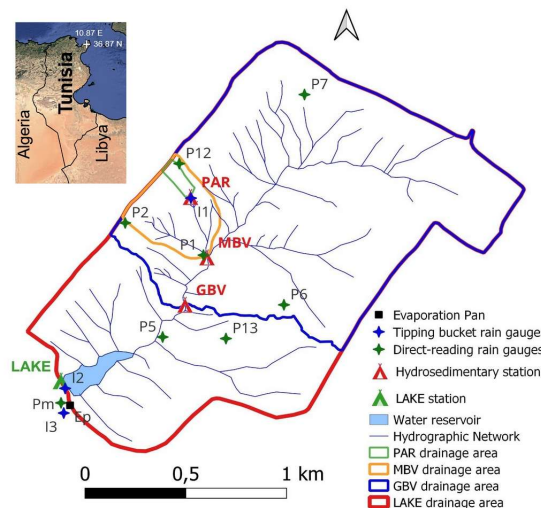 10.87 E
36.87 N
Tunisia
Algeria
Libya
P7
P12
PAR
I1
P2
P1
MBV
GBV
P6
P5
P13
LAKE
I2
Pm
Ep
I3
Evaporation Pan
Tipping bucket rain gauge
Direct-reading rain gauges
Hydrosedimentary station
LAKE station
Water reservoir
Hydrographic Network
PAR drainage area
MBV drainage area
GBV drainage area
LAKE drainage area
0 0,5 1 km